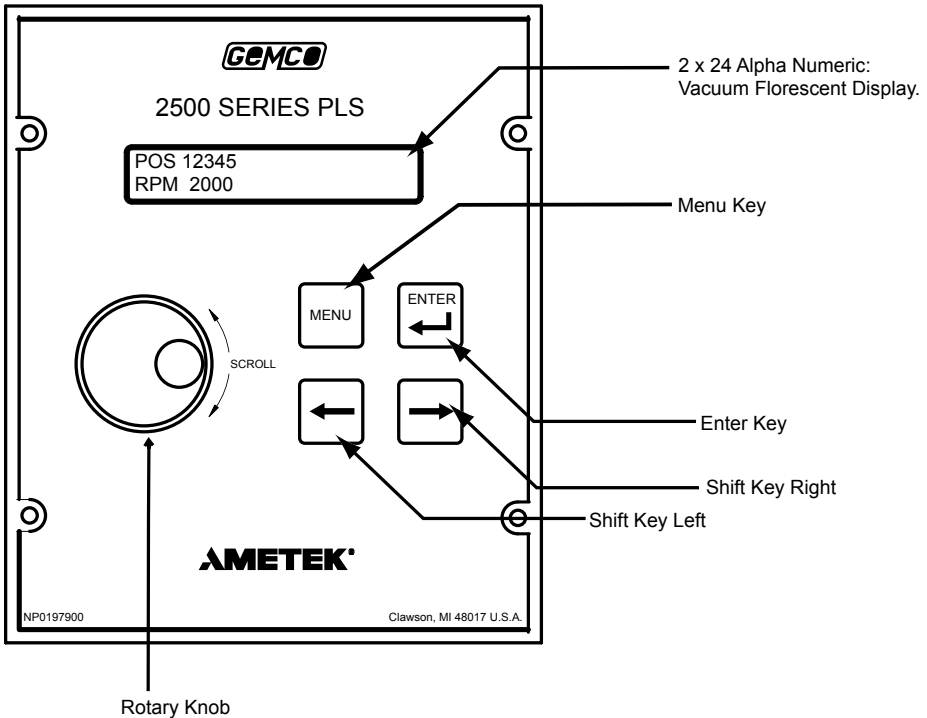 GEMCO
2500 SERIES PLS
POS 12345
RPM 2000
2 x 24 Alpha Numeric:
Vacuum Florescent Display.
Menu Key
MENU
ENTER
SCROLL
Enter Key
Shift Key Right
Shift Key Left
AMETEK
NP0197900
Clawson, MI 48017 U.S.A.
Rotary Knob